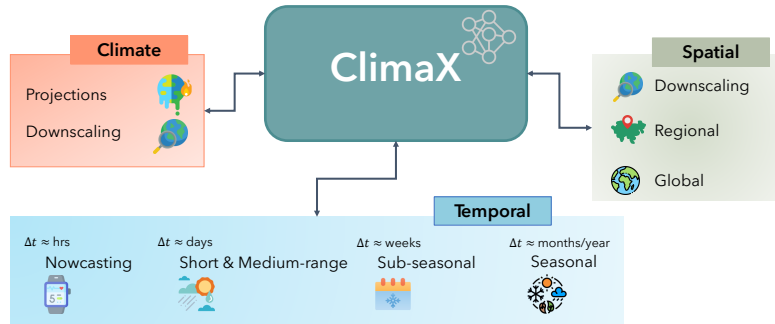 ClimaX
Climate
Projections
Downscaling
Spatial
Downscaling
Regional
Global
Temporal
Δt ≈ hrs
Nowcasting
Δt ≈ days
Short & Medium-range
Δt ≈ weeks
Sub-seasonal
Δt ≈ months/year
Seasonal
5